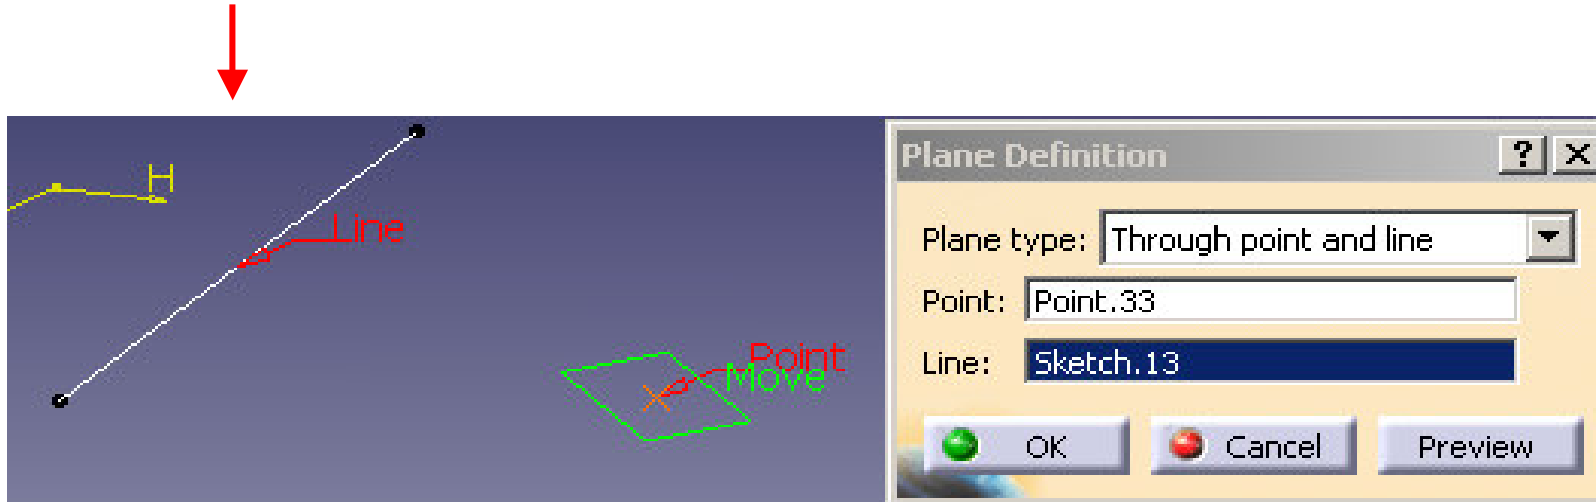 H
Line
Point
Move
Plane Definition
Plane type: Through point and line
Point: Point.33
Line: Sketch.13
OK Cancel Preview